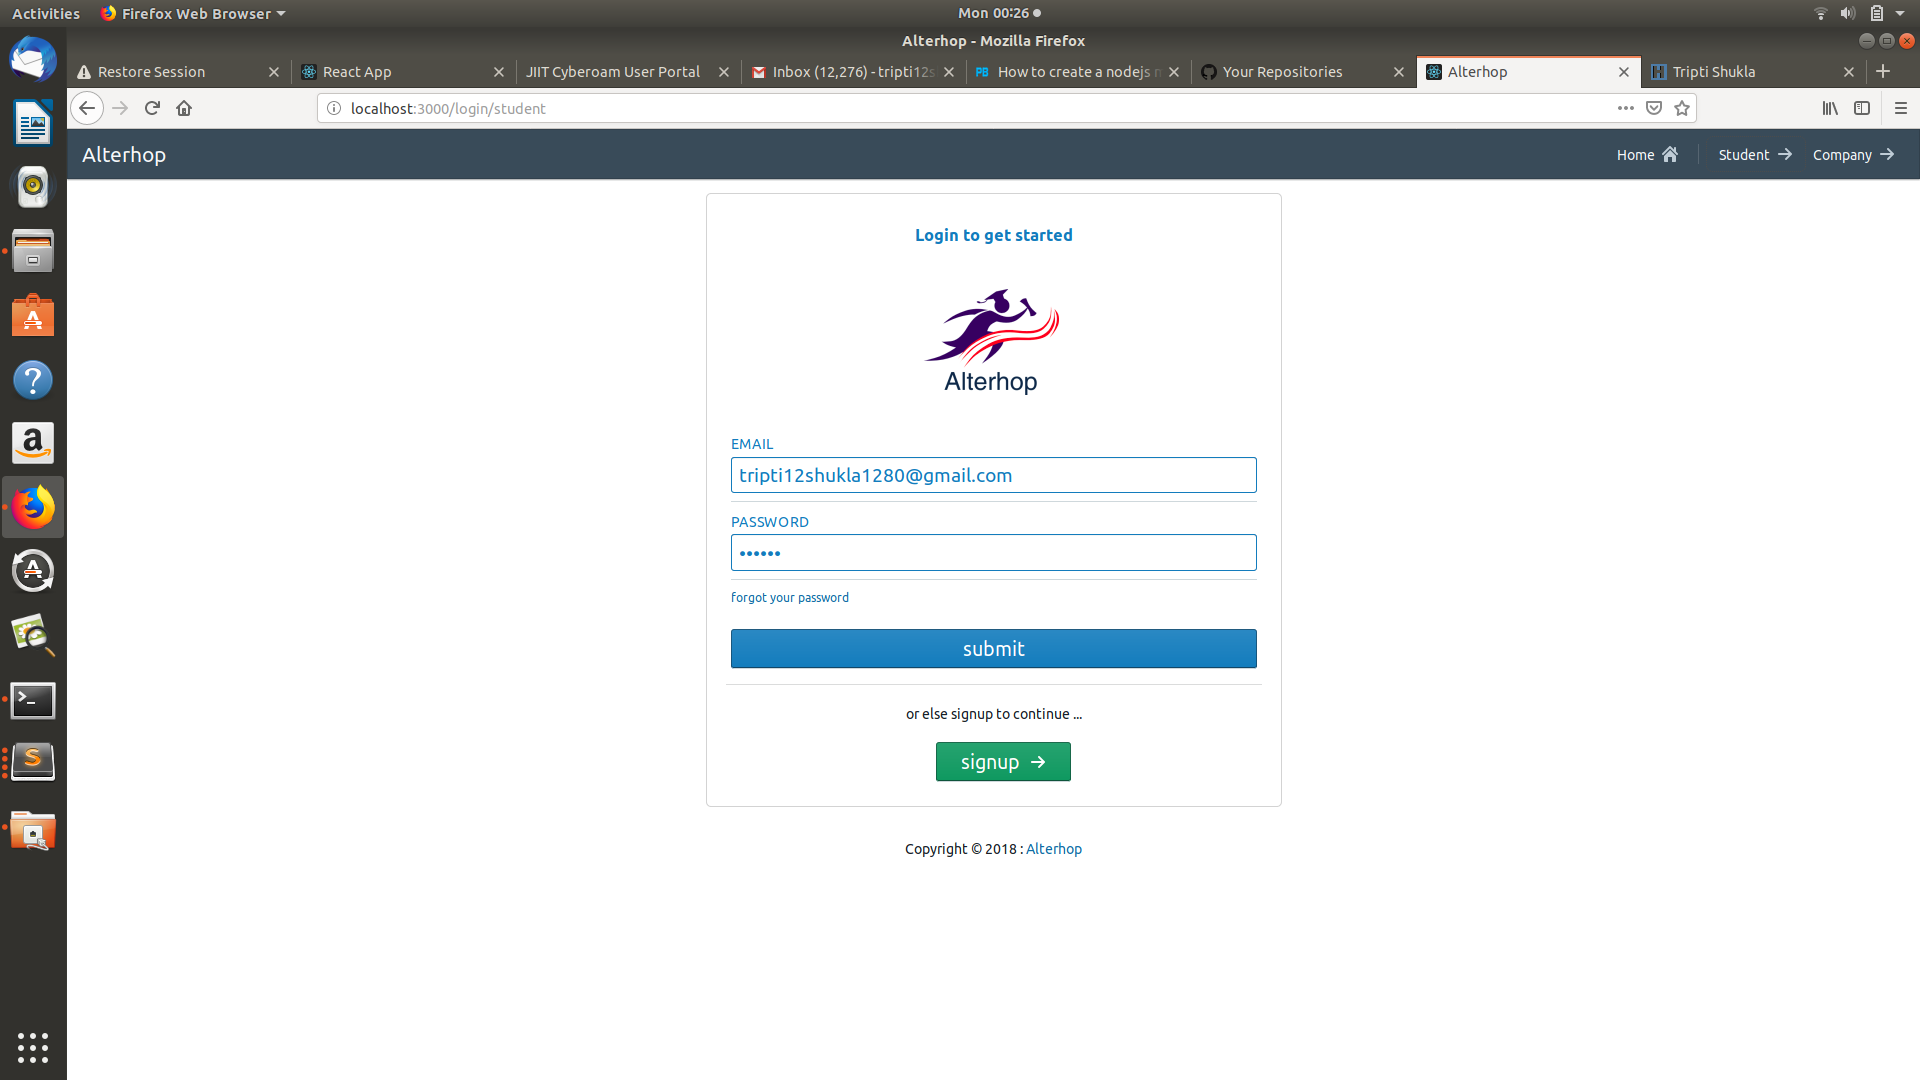 Activities Firefox Web Browser Mon 00:26
Alterhop - Mozilla Firefox
Restore Session React App JIIT Cyberoam User Portal Inbox (12,276) - tripti12s How to create a nodejs Your Repositories Alterhop Tripti Shukla
localhost:3000/login/student
Alterhop Home Student Company
Login to get started
Alterhop
EMAIL
tripti12shukla1280@gmail.com
PASSWORD
••••••
forgot your password
submit
or else signup to continue ...
signup
Copyright © 2018 : Alterhop